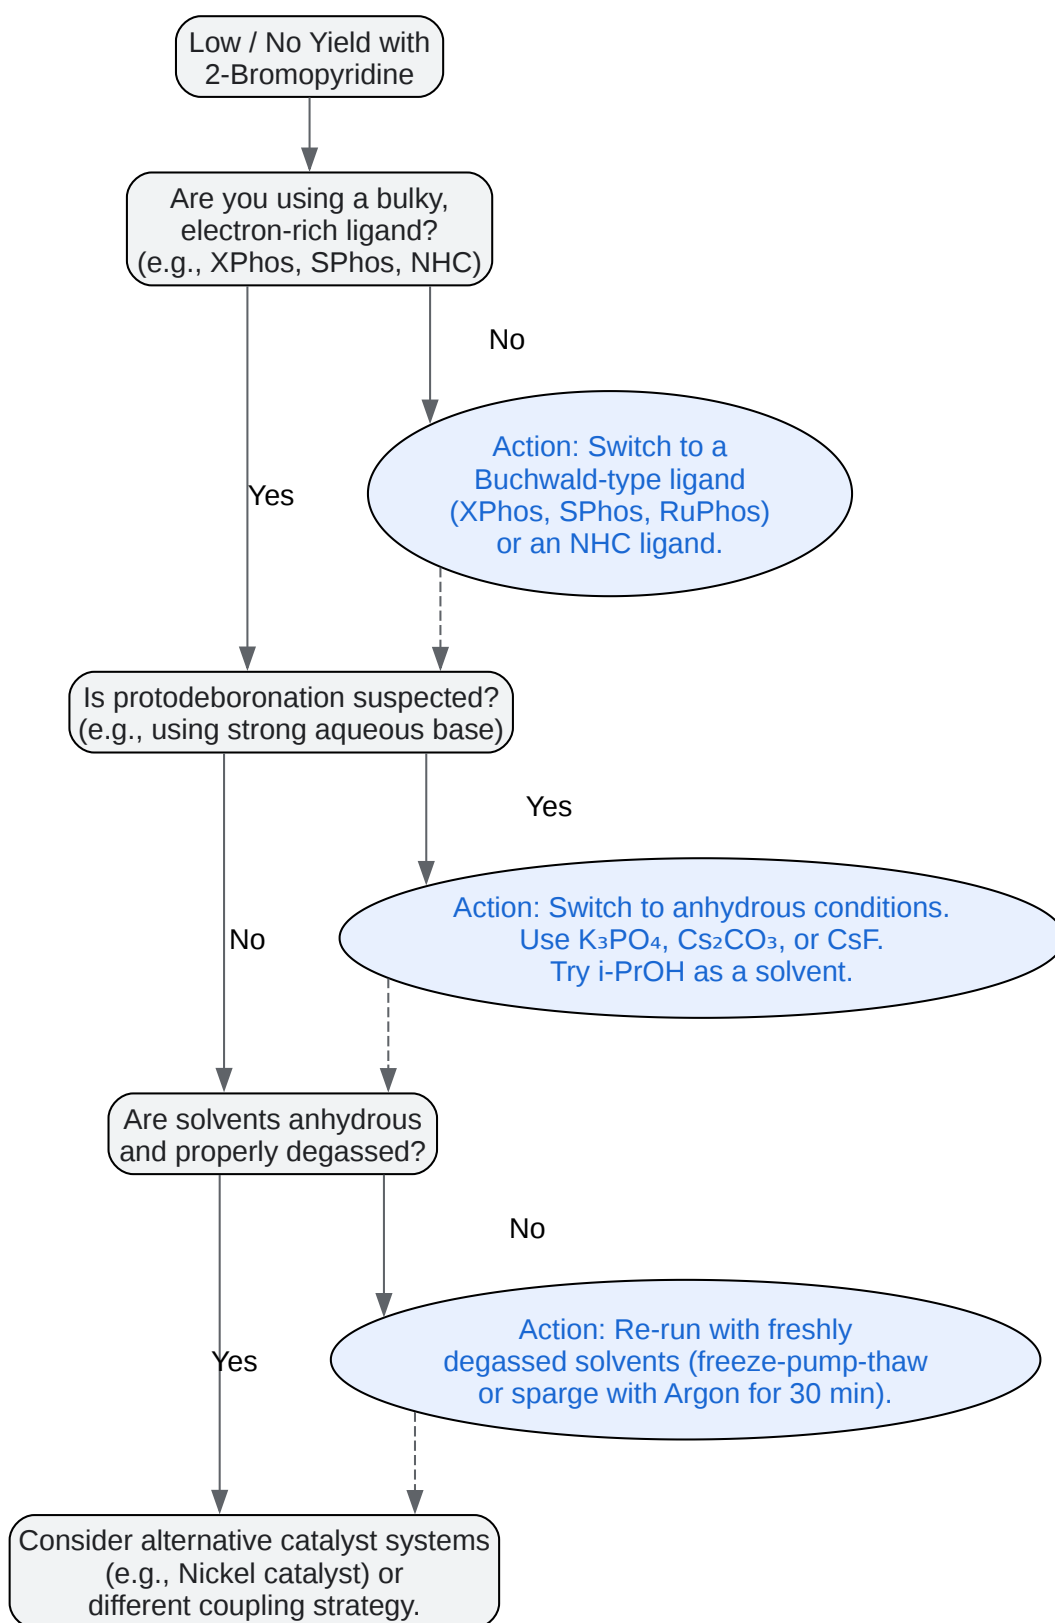 Low / No Yield with
2-Bromopyridine
Are you using a bulky,
electron-rich ligand?
(e.g., XPhos, SPhos, NHC)
No
Action: Switch to a
Buchwald-type ligand
(XPhos, SPhos, RuPhos)
or an NHC ligand.
Yes
Is protodeboronation suspected?
(e.g., using strong aqueous base)
Yes
Action: Switch to anhydrous conditions.
Use K₃PO₄, Cs₂CO₃, or CsF.
Try i-PrOH as a solvent.
No
Are solvents anhydrous
and properly degassed?
No
Action: Re-run with freshly
degassed solvents (freeze-pump-thaw
or sparge with Argon for 30 min).
Yes
Consider alternative catalyst systems
(e.g., Nickel catalyst) or
different coupling strategy.